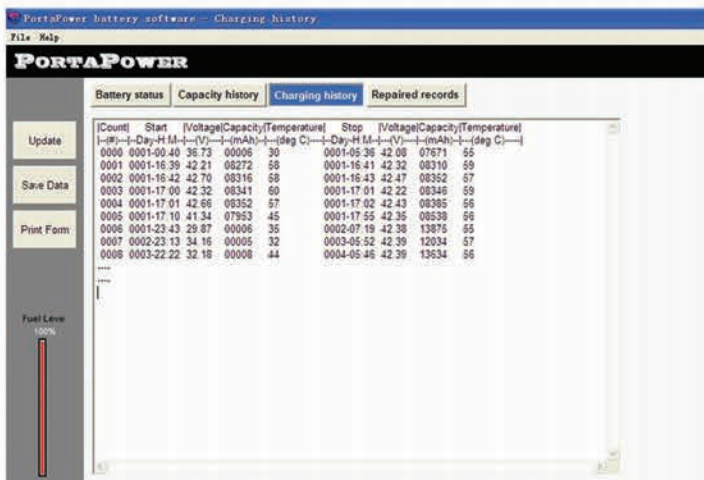 PortaPower battery software - Charging history
File Help
PORTAPOWER
Battery status Capacity history Charging history Repaired records
Update
Save Data
Print Form
Fuel Leve
100%
|Count| Start |Voltage|Capacity|Temperature| Stop |Voltage|Capacity|Temperature|
|--(#)--|--Day-H:M--|---(V)----|--(mAh)--|---(deg C)----|--Day-H:M--|---(V)----|--(mAh)--|---(deg C)-----|
0000 0001-00:40 36.73 00006 30 0001-05:36 42.08 07671 55
0001 0001-16:39 42.21 08272 58 0001-16:41 42.32 08310 59
0002 0001-16:42 42.70 08316 58 0001-16:43 42.47 08352 57
0003 0001-17:00 42.32 08341 60 0001-17:01 42.22 08346 59
0004 0001-17:01 42.66 08352 57 0001-17:02 42.43 08385 56
0005 0001-17:10 41.34 07953 45 0001-17:55 42.35 08538 56
0006 0001-23:43 29.87 00006 35 0002-07:19 42.38 13875 55
0007 0002-23:13 34.16 00005 32 0003-05:52 42.39 12034 57
0008 0003-22:22 32.18 00008 44 0004-05:46 42.39 13634 56
....
....